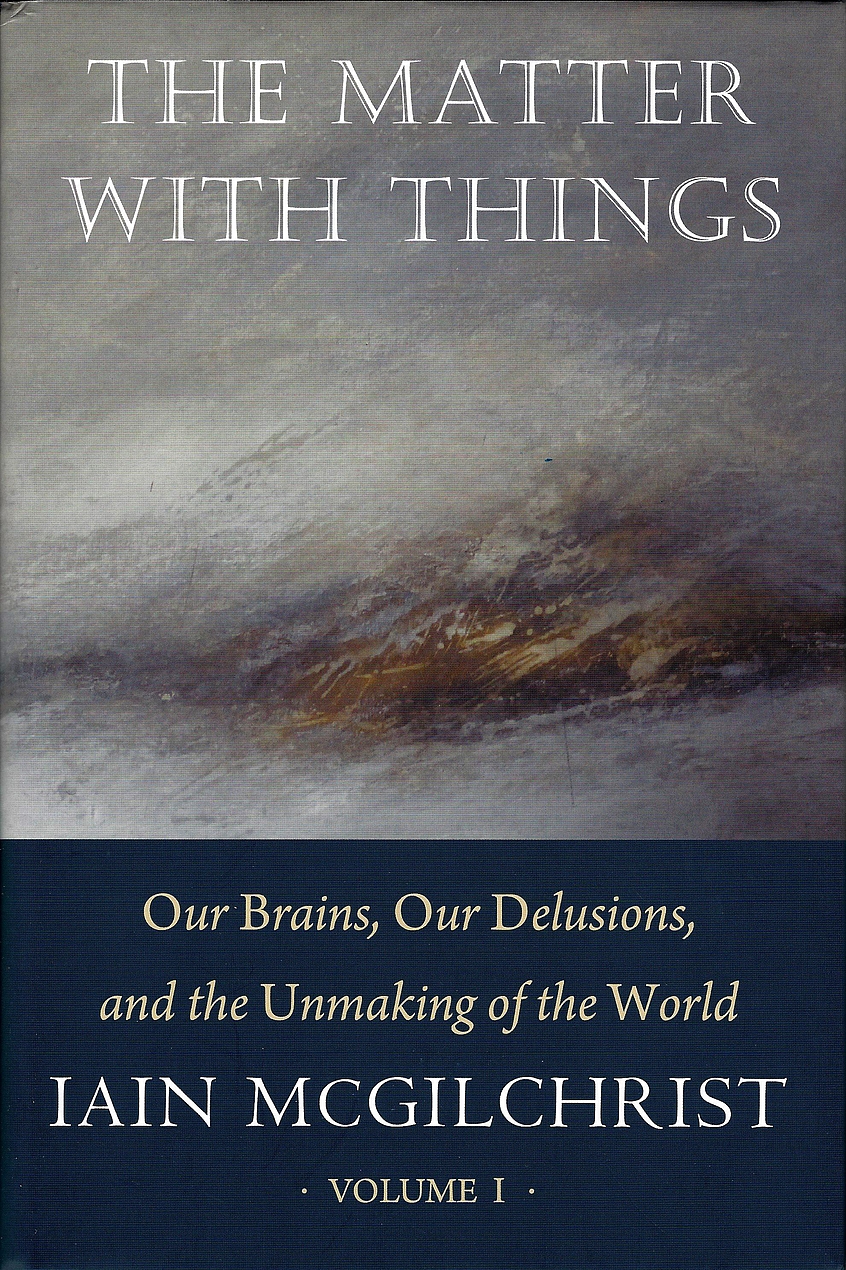 THE MATTER
WITH THINGS
Our Brains, Our Delusions,
and the Unmaking of the World
IAIN MCGILCHRIST
· VOLUME I ·